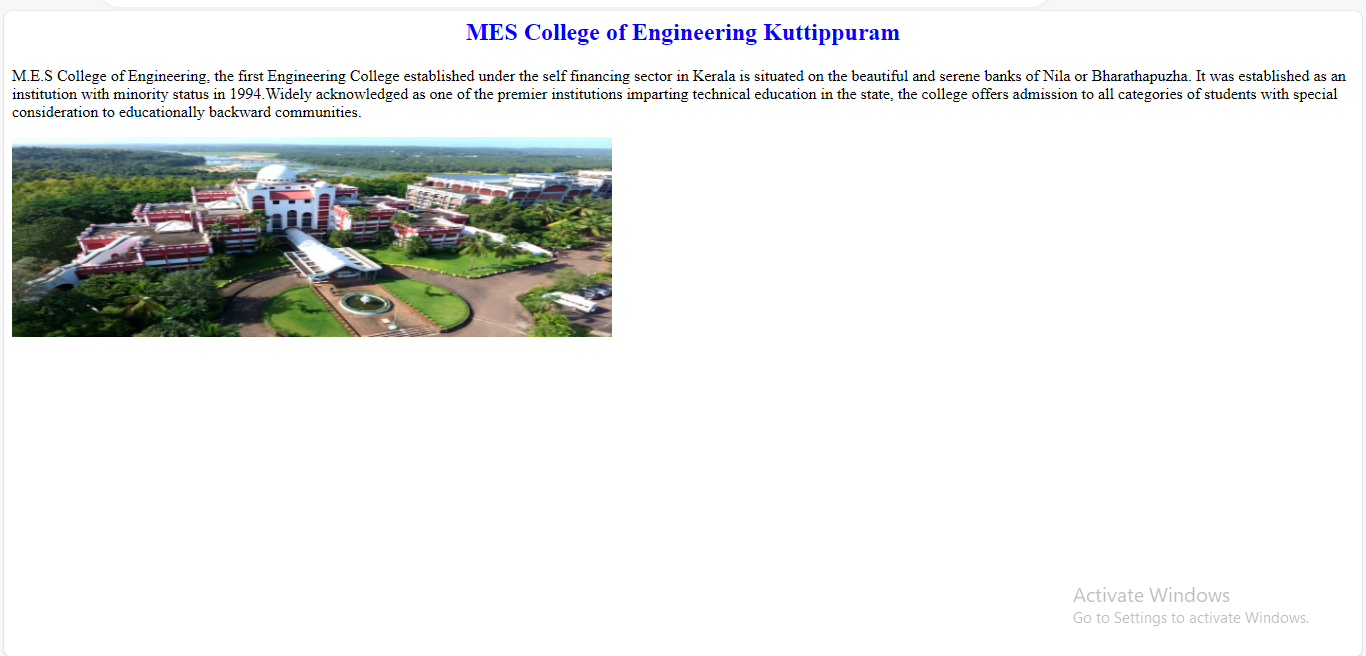 MES College of Engineering Kuttippuram
M.E.S College of Engineering, the first Engineering College established under the self financing sector in Kerala is situated on the beautiful and serene banks of Nila or Bharathapuzha. It was established as an
institution with minority status in 1994.Widely acknowledged as one of the premier institutions imparting technical education in the state, the college offers admission to all categories of students with special
consideration to educationally backward communities.
Activate Windows
Go to Settings to activate Windows.